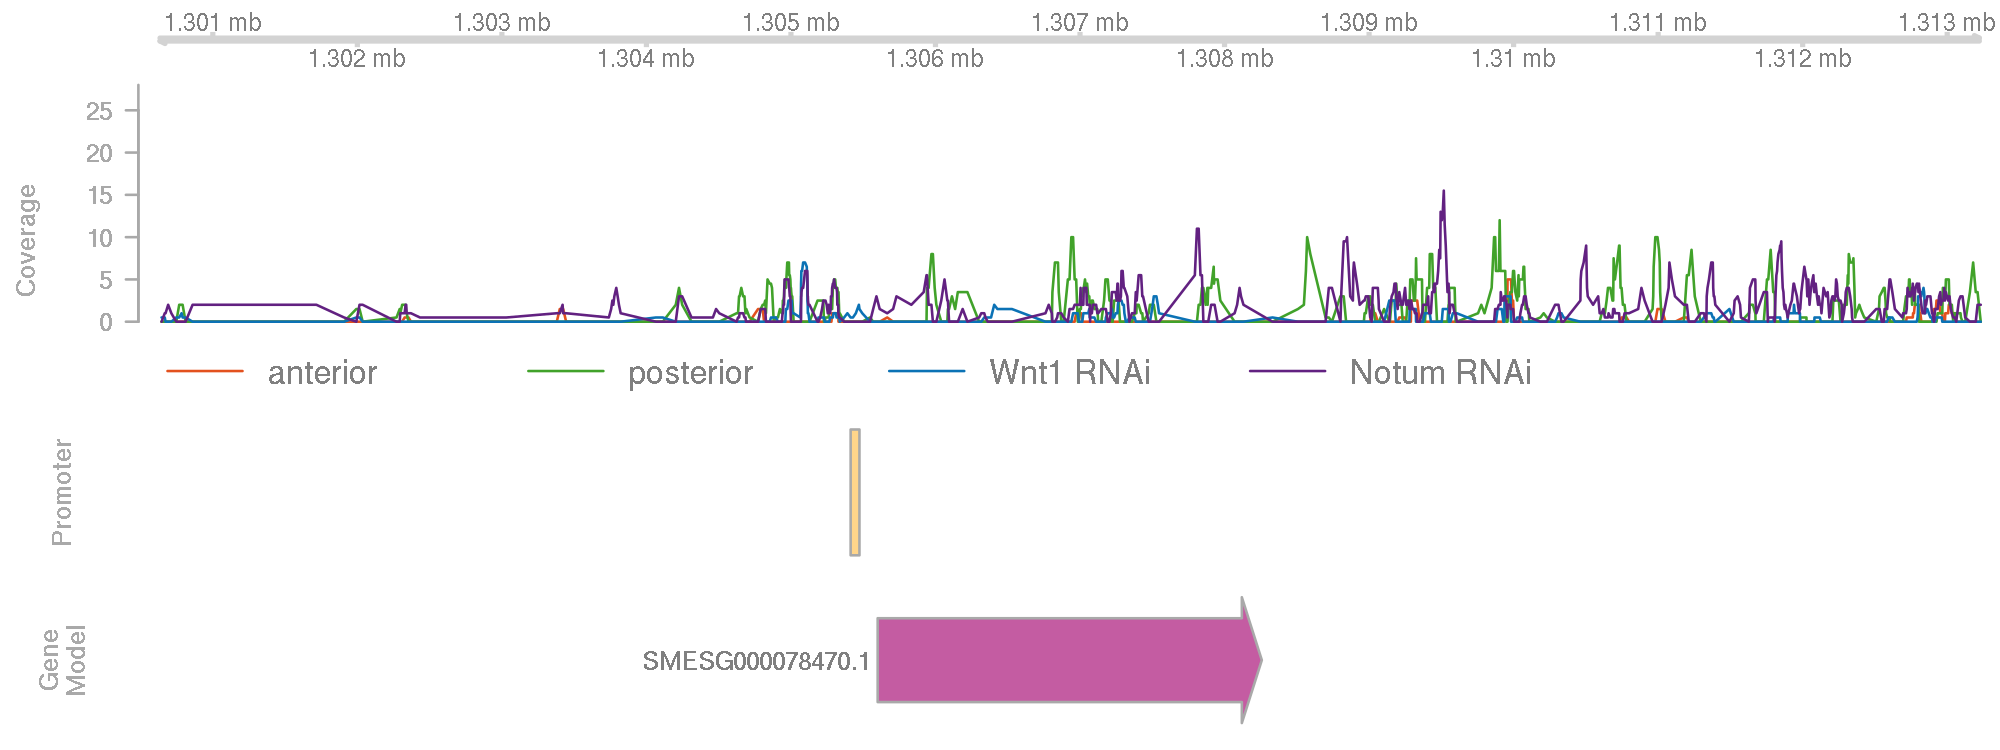 1.301 mb 1.303 mb 1.305 mb 1.307 mb 1.309 mb 1.311 mb 1.313 mb
1.302 mb 1.304 mb 1.306 mb 1.308 mb 1.31 mb 1.312 mb
Coverage
25
20
15
10
5
0
anterior posterior Wnt1 RNAi Notum RNAi
Promoter
Gene
Model
SMESG000078470.1